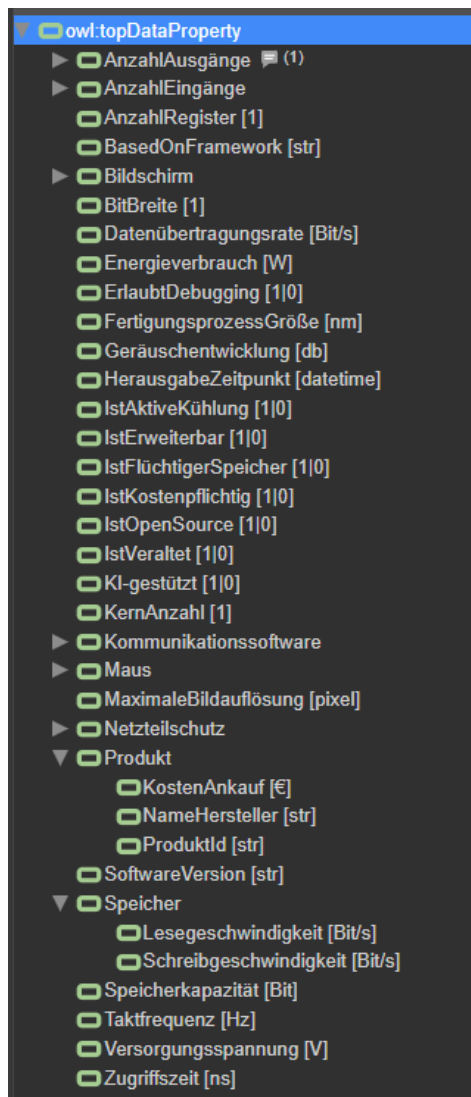 owl:topDataProperty
AnzahlAusgänge (1)
AnzahlEingänge
AnzahlRegister [1]
BasedOnFramework [str]
Bildschirm
BitBreite [1]
Datenübertragungsrate [Bit/s]
Energieverbrauch [W]
ErlaubtDebugging [1|0]
FertigungsprozessGröße [nm]
Geräuschentwicklung [db]
HerausgabeZeitpunkt [datetime]
IstAktiveKühlung [1|0]
IstErweiterbar [1|0]
IstFlüchtigerSpeicher [1|0]
IstKostenpflichtig [1|0]
IstOpenSource [1|0]
IstVeraltet [1|0]
KI-gestützt [1|0]
KernAnzahl [1]
Kommunikationssoftware
Maus
MaximaleBildauflösung [pixel]
Netzteilschutz
Produkt
KostenAnkauf [€]
NameHersteller [str]
ProduktId [str]
SoftwareVersion [str]
Speicher
Lesegeschwindigkeit [Bit/s]
Schreibgeschwindigkeit [Bit/s]
Speicherkapazität [Bit]
Taktfrequenz [Hz]
Versorgungsspannung [V]
Zugriffszeit [ns]